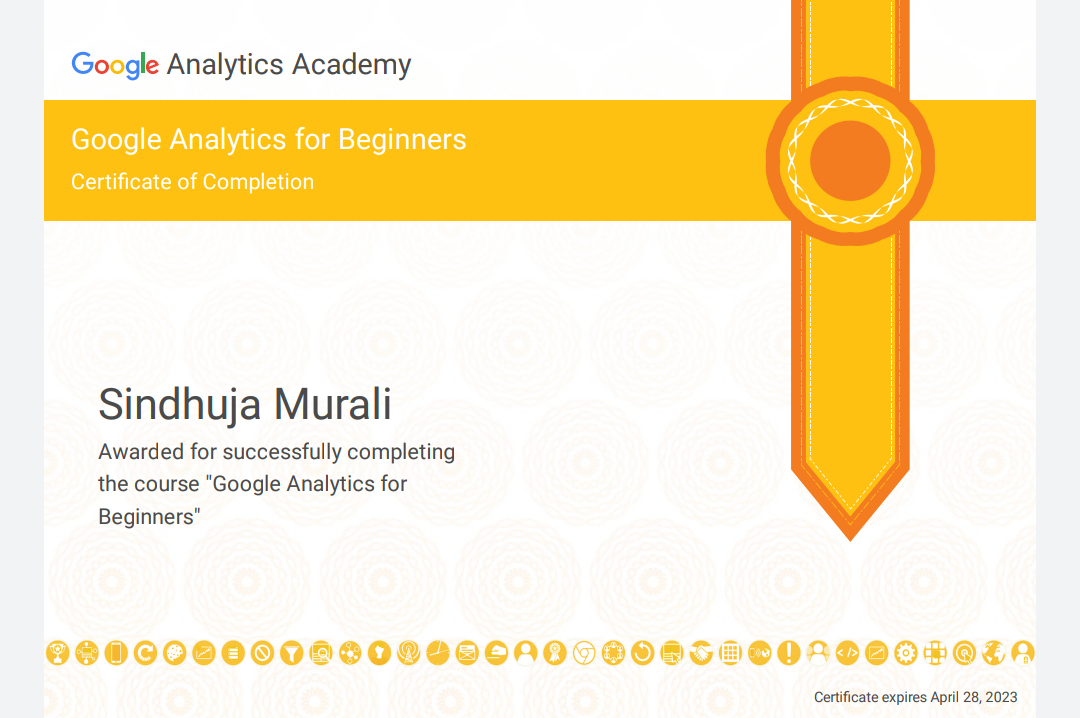 Google Analytics Academy
Google Analytics for Beginners
Certificate of Completion
Sindhuja Murali
Awarded for successfully completing
the course "Google Analytics for
Beginners"
Certificate expires April 28, 2023